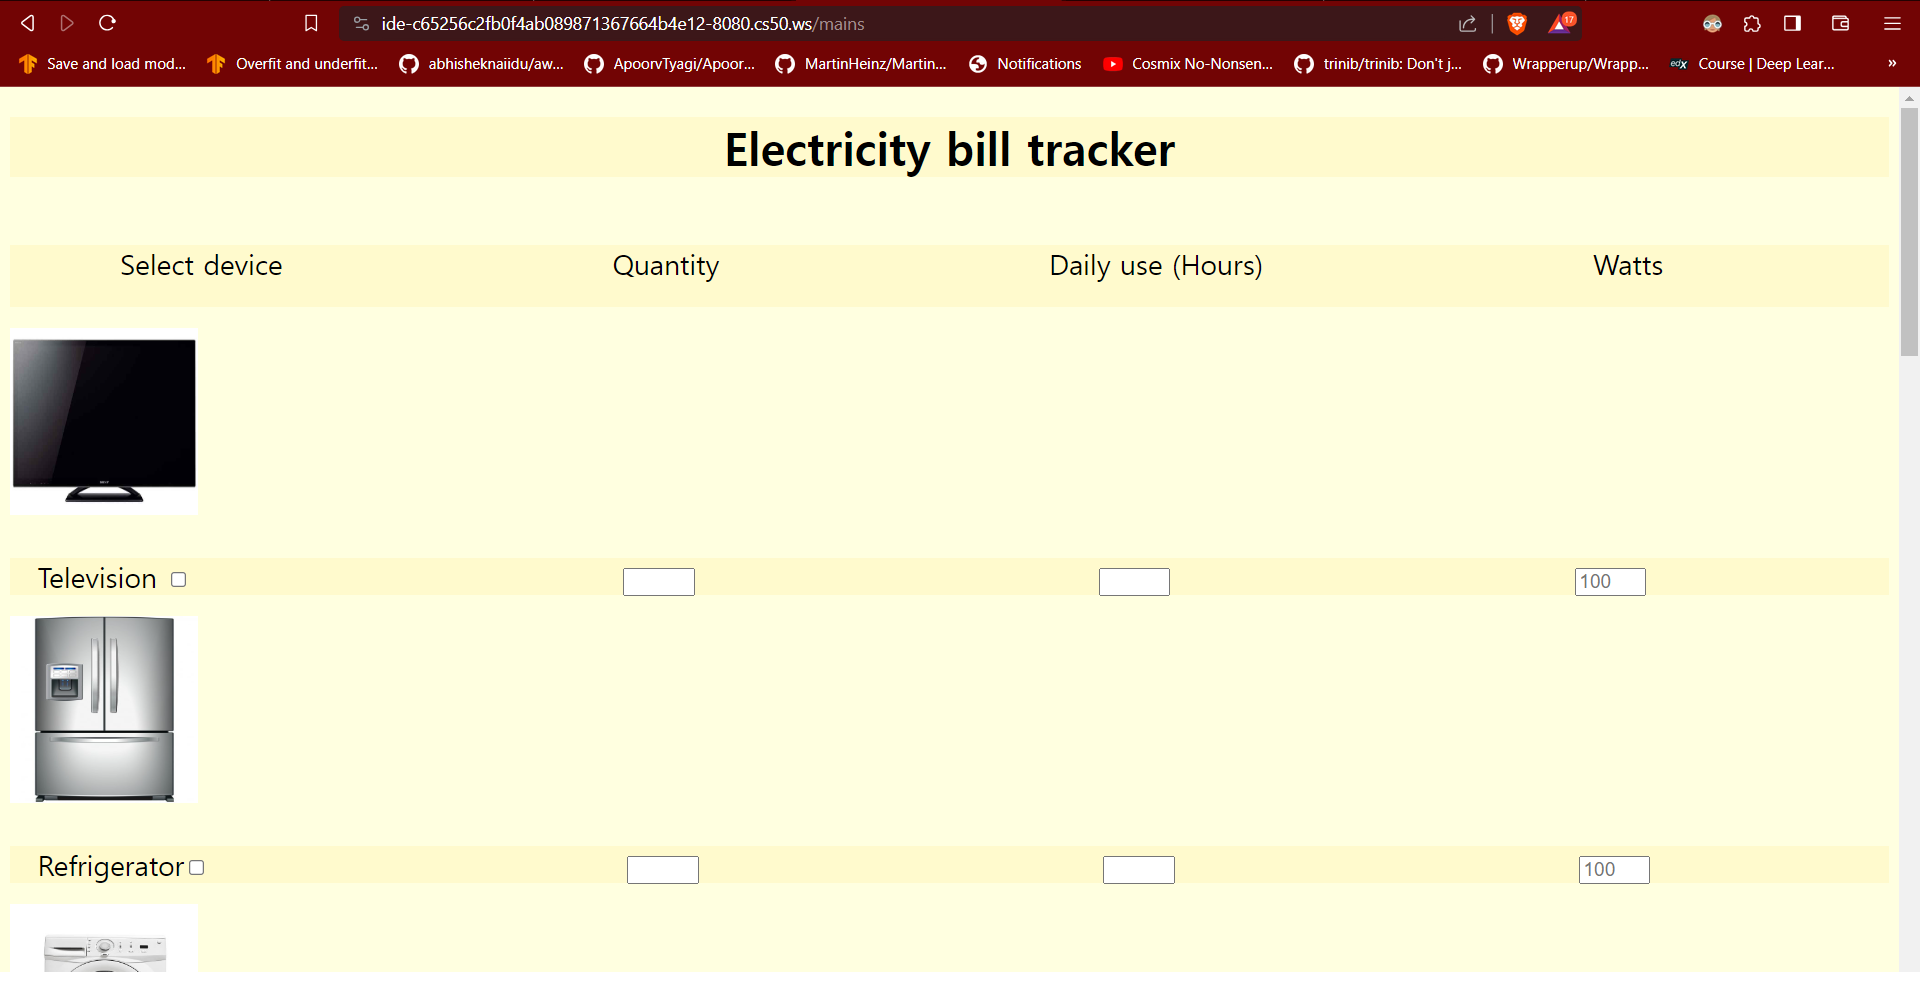 ide-c65256c2fb0f4ab089871367664b4e12-8080.cs50.ws/mains
17
Save and load mod...
Overfit and underfit...
abhisheknaiidu/aw...
ApoorvTyagi/Apoor...
MartinHeinz/Martin...
Notifications
Cosmix No-Nonsen...
trinib/trinib: Don't j...
Wrapperup/Wrapp...
edX
Course | Deep Lear...
»
Electricity bill tracker
Select device Quantity Daily use (Hours) Watts
Television 100
Refrigerator 100